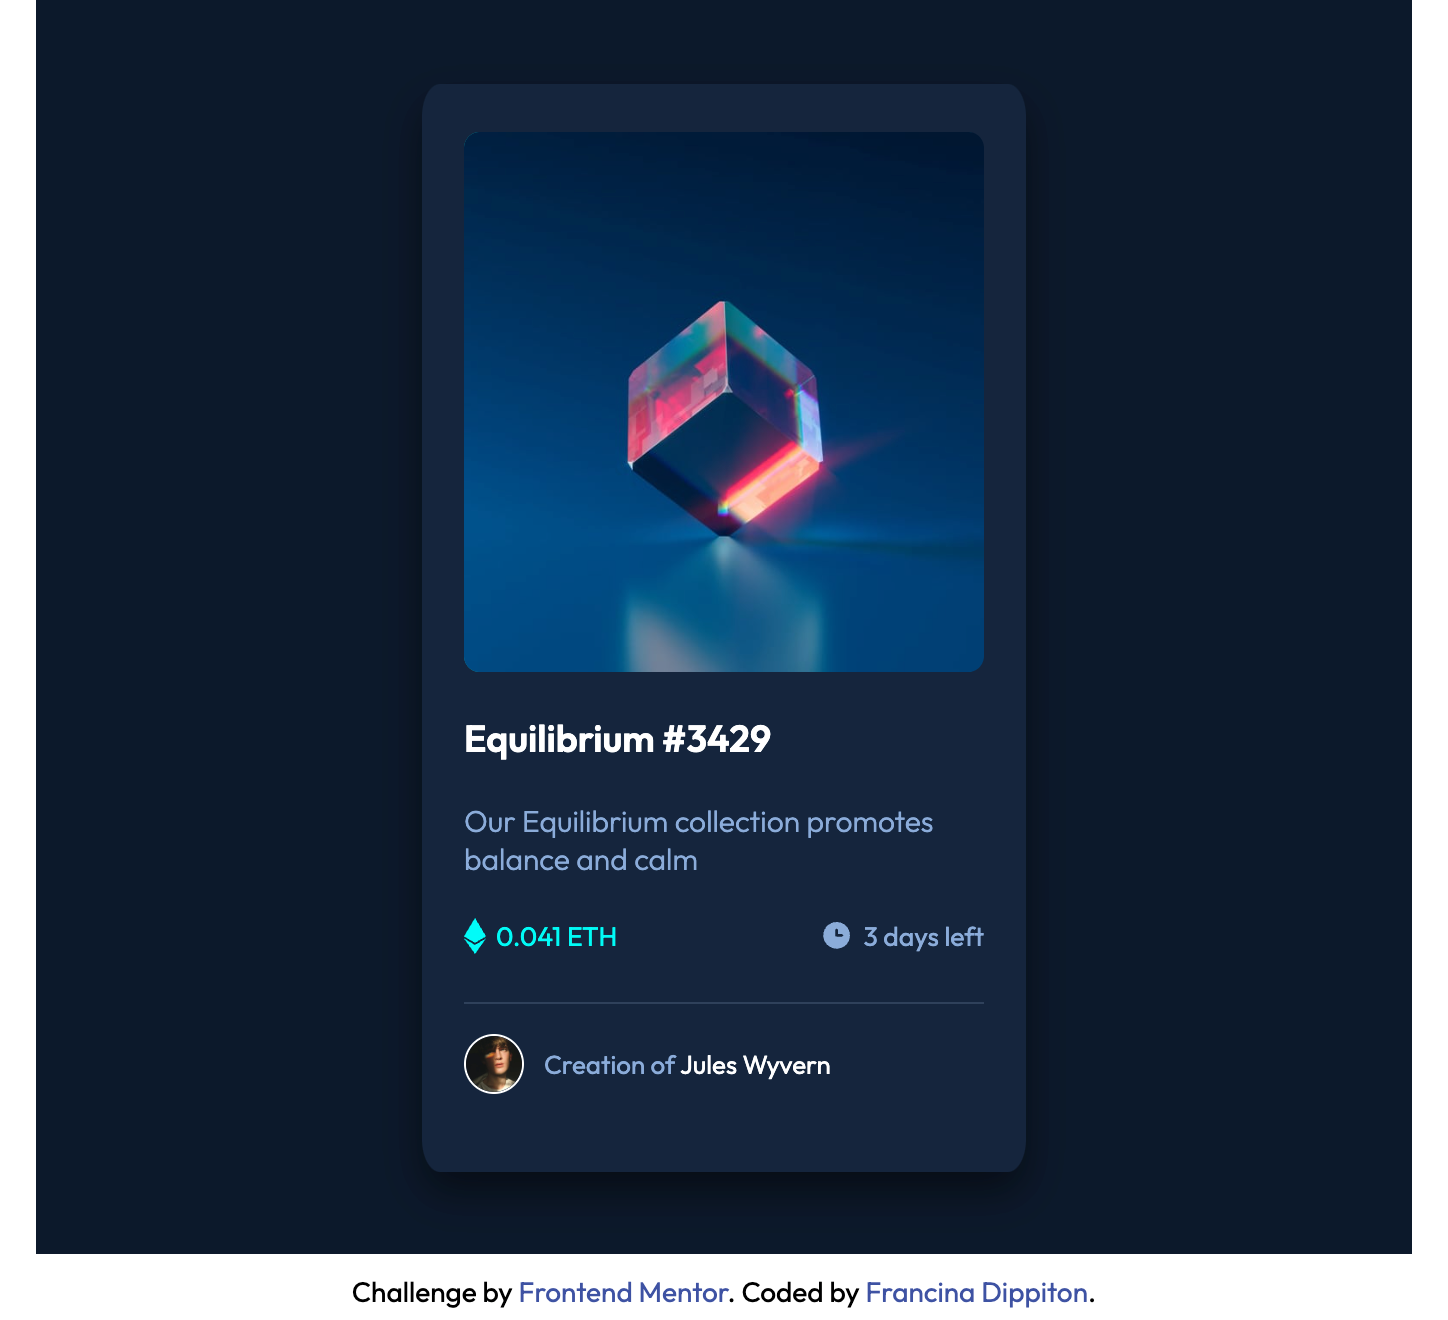 Equilibrium #3429
Our Equilibrium collection promotes
balance and calm
0.041 ETH
3 days left
Creation of Jules Wyvern
Challenge by Frontend Mentor. Coded by Francina Dippiton.